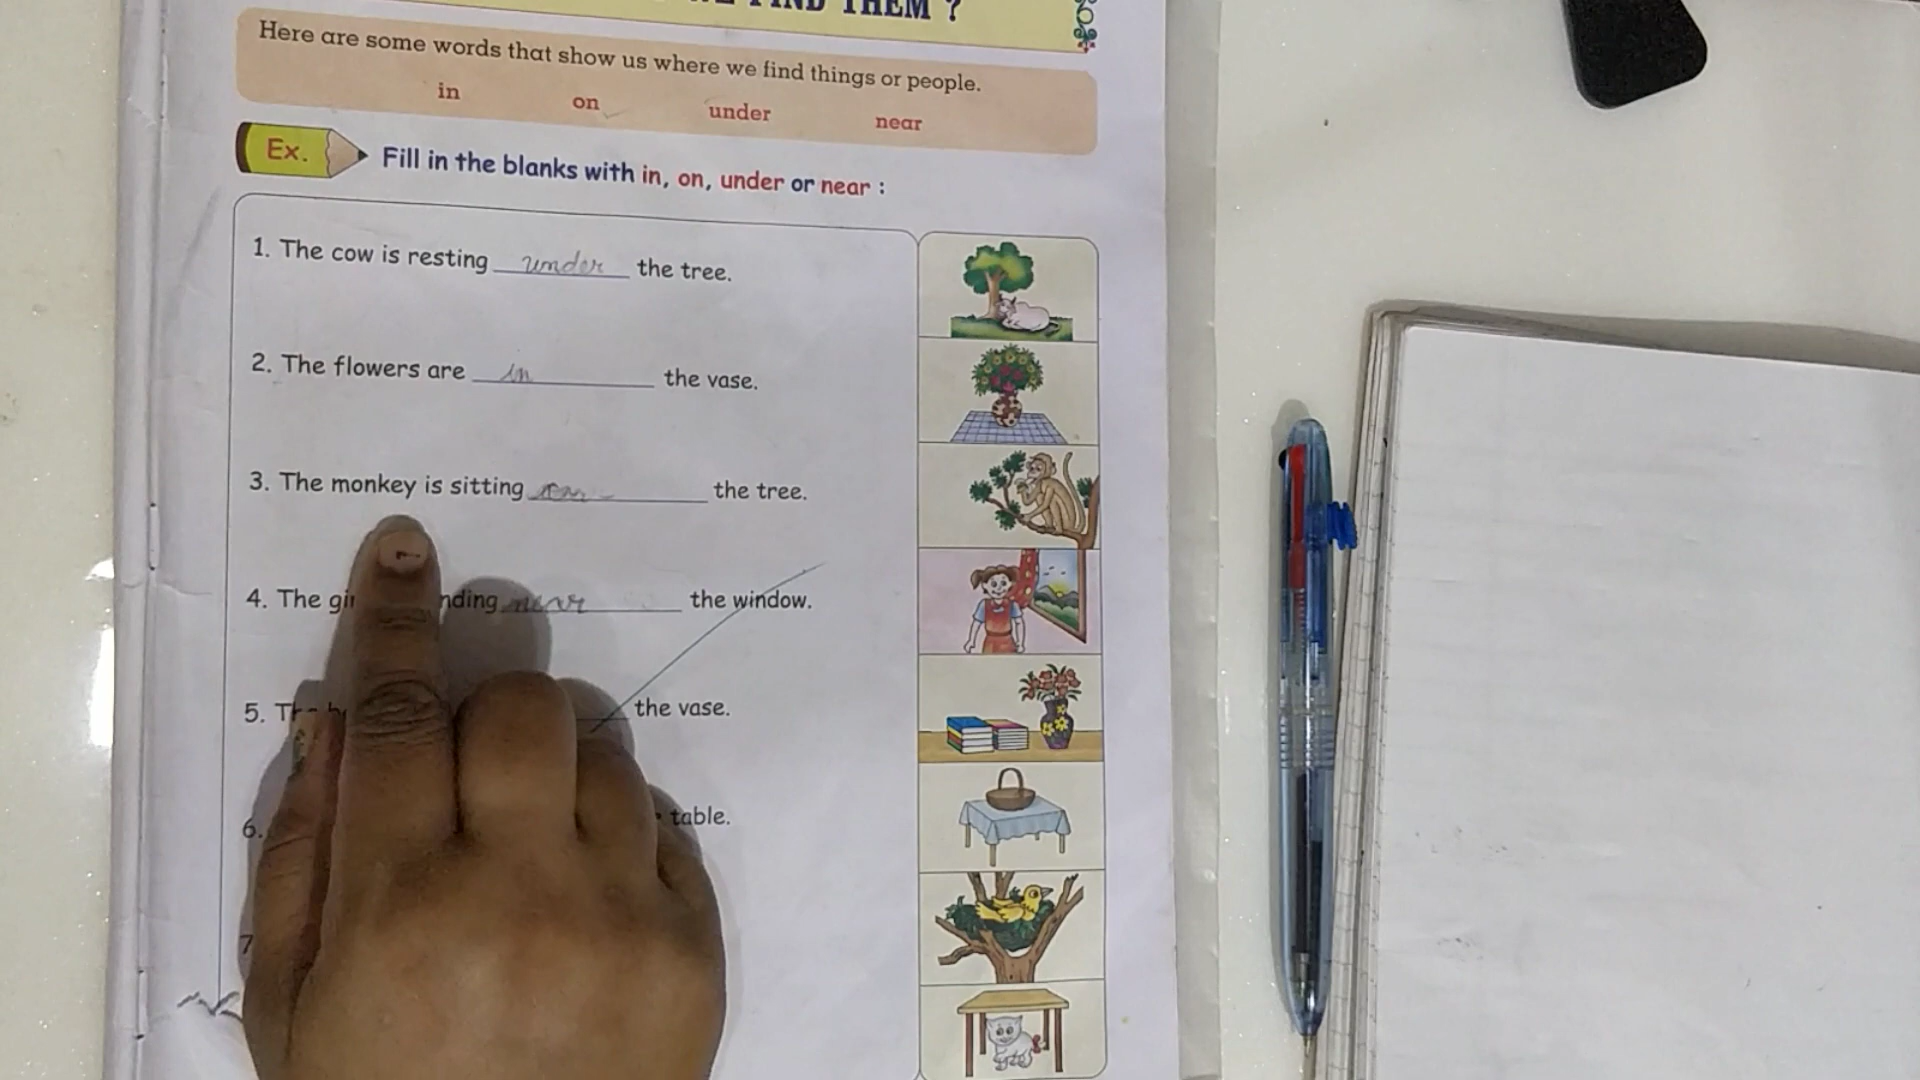 FIND THEM ?
Here are some words that show us where we find things or people.
in on under near
Ex. Fill in the blanks with in, on, under or near :
1. The cow is resting under the tree.
2. The flowers are in the vase.
3. The monkey is sitting the tree.
4. The nding near the window.
5. the vase.
6. table.
7